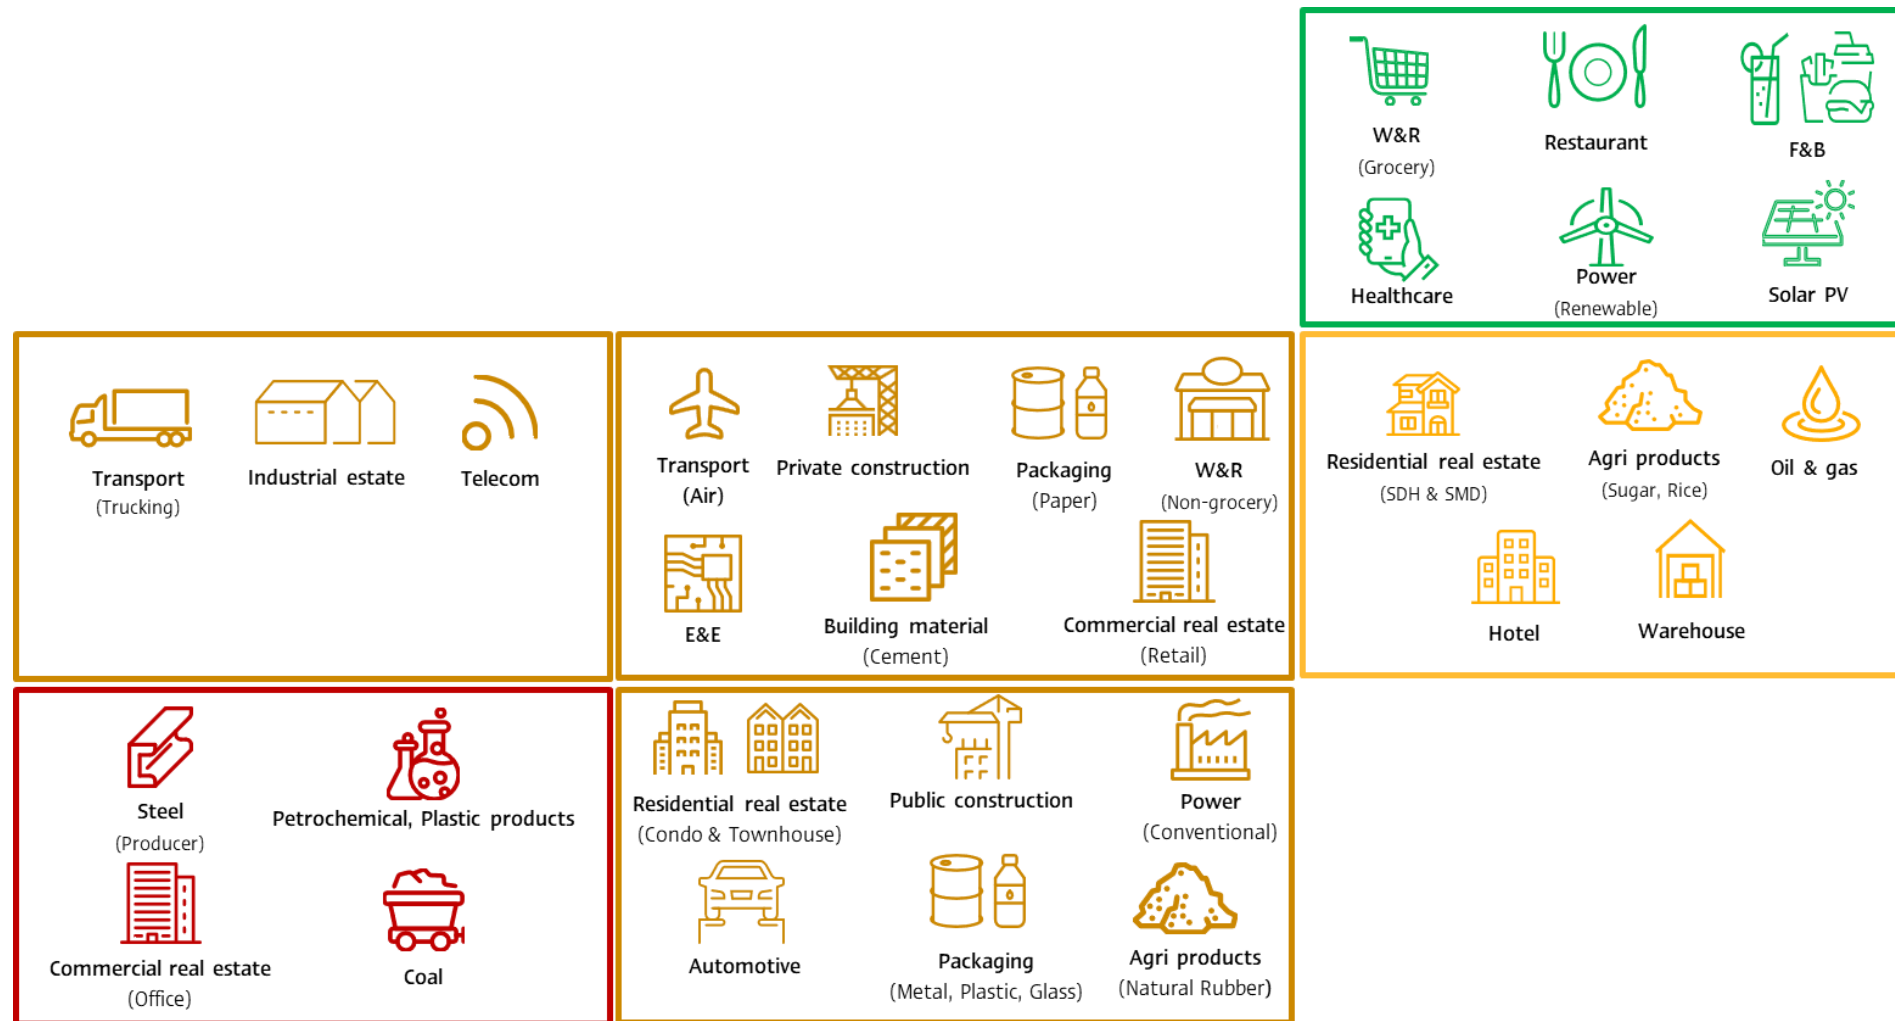 W&R
(Grocery)
Restaurant
F&B
Healthcare
Power
(Renewable)
Solar PV
Transport
(Trucking)
Industrial estate
Telecom
Transport
(Air)
Private construction
Packaging
(Paper)
W&R
(Non-grocery)
E&E
Building material
(Cement)
Commercial real estate
(Retail)
Residential real estate
(SDH & SMD)
Agri products
(Sugar, Rice)
Oil & gas
Hotel
Warehouse
Steel
(Producer)
Petrochemical, Plastic products
Commercial real estate
(Office)
Coal
Residential real estate
(Condo & Townhouse)
Public construction
Power
(Conventional)
Automotive
Packaging
(Metal, Plastic, Glass)
Agri products
(Natural Rubber)